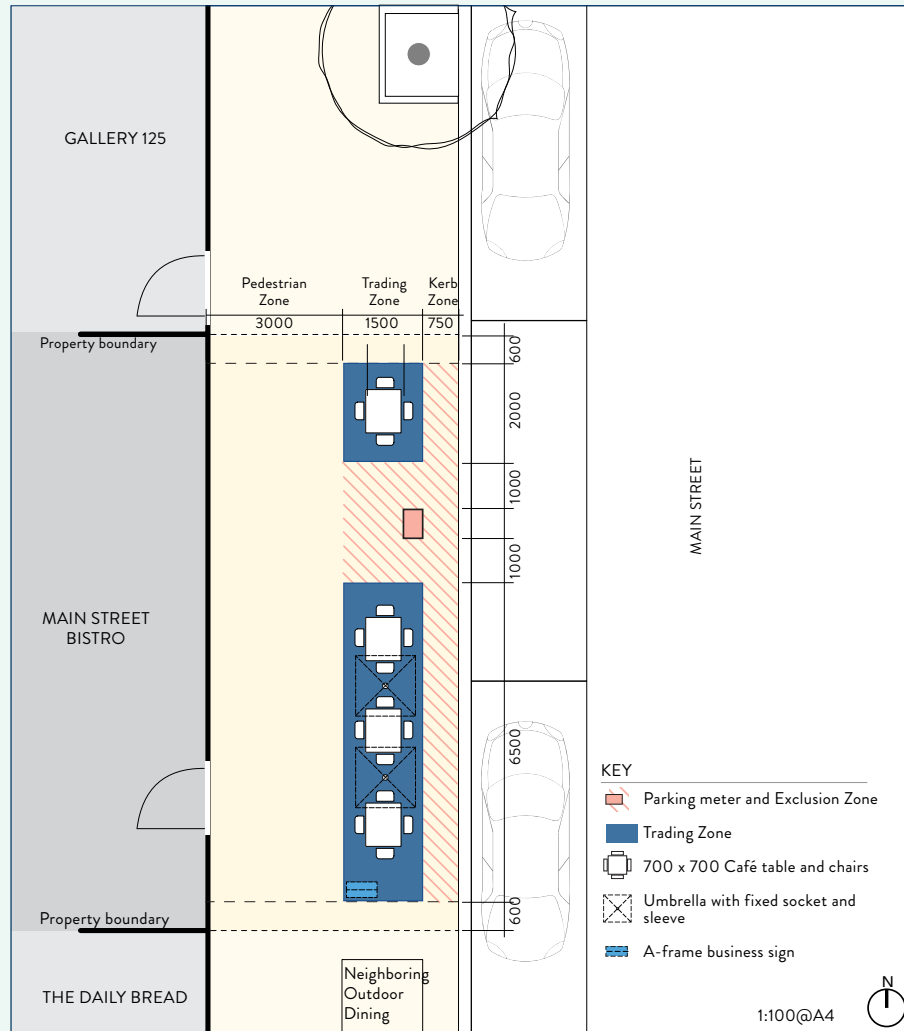 GALLERY 125
Pedestrian
Zone
Trading
Zone
Kerb
Zone
3000
1500
750
Property boundary
600
2000
1000
1000
MAIN STREET
MAIN STREET
BISTRO
6500
KEY
Parking meter and Exclusion Zone
Trading Zone
700 x 700 Café table and chairs
Umbrella with fixed socket and
sleeve
A-frame business sign
600
Property boundary
Neighboring
Outdoor
Dining
THE DAILY BREAD
1:100@A4
N